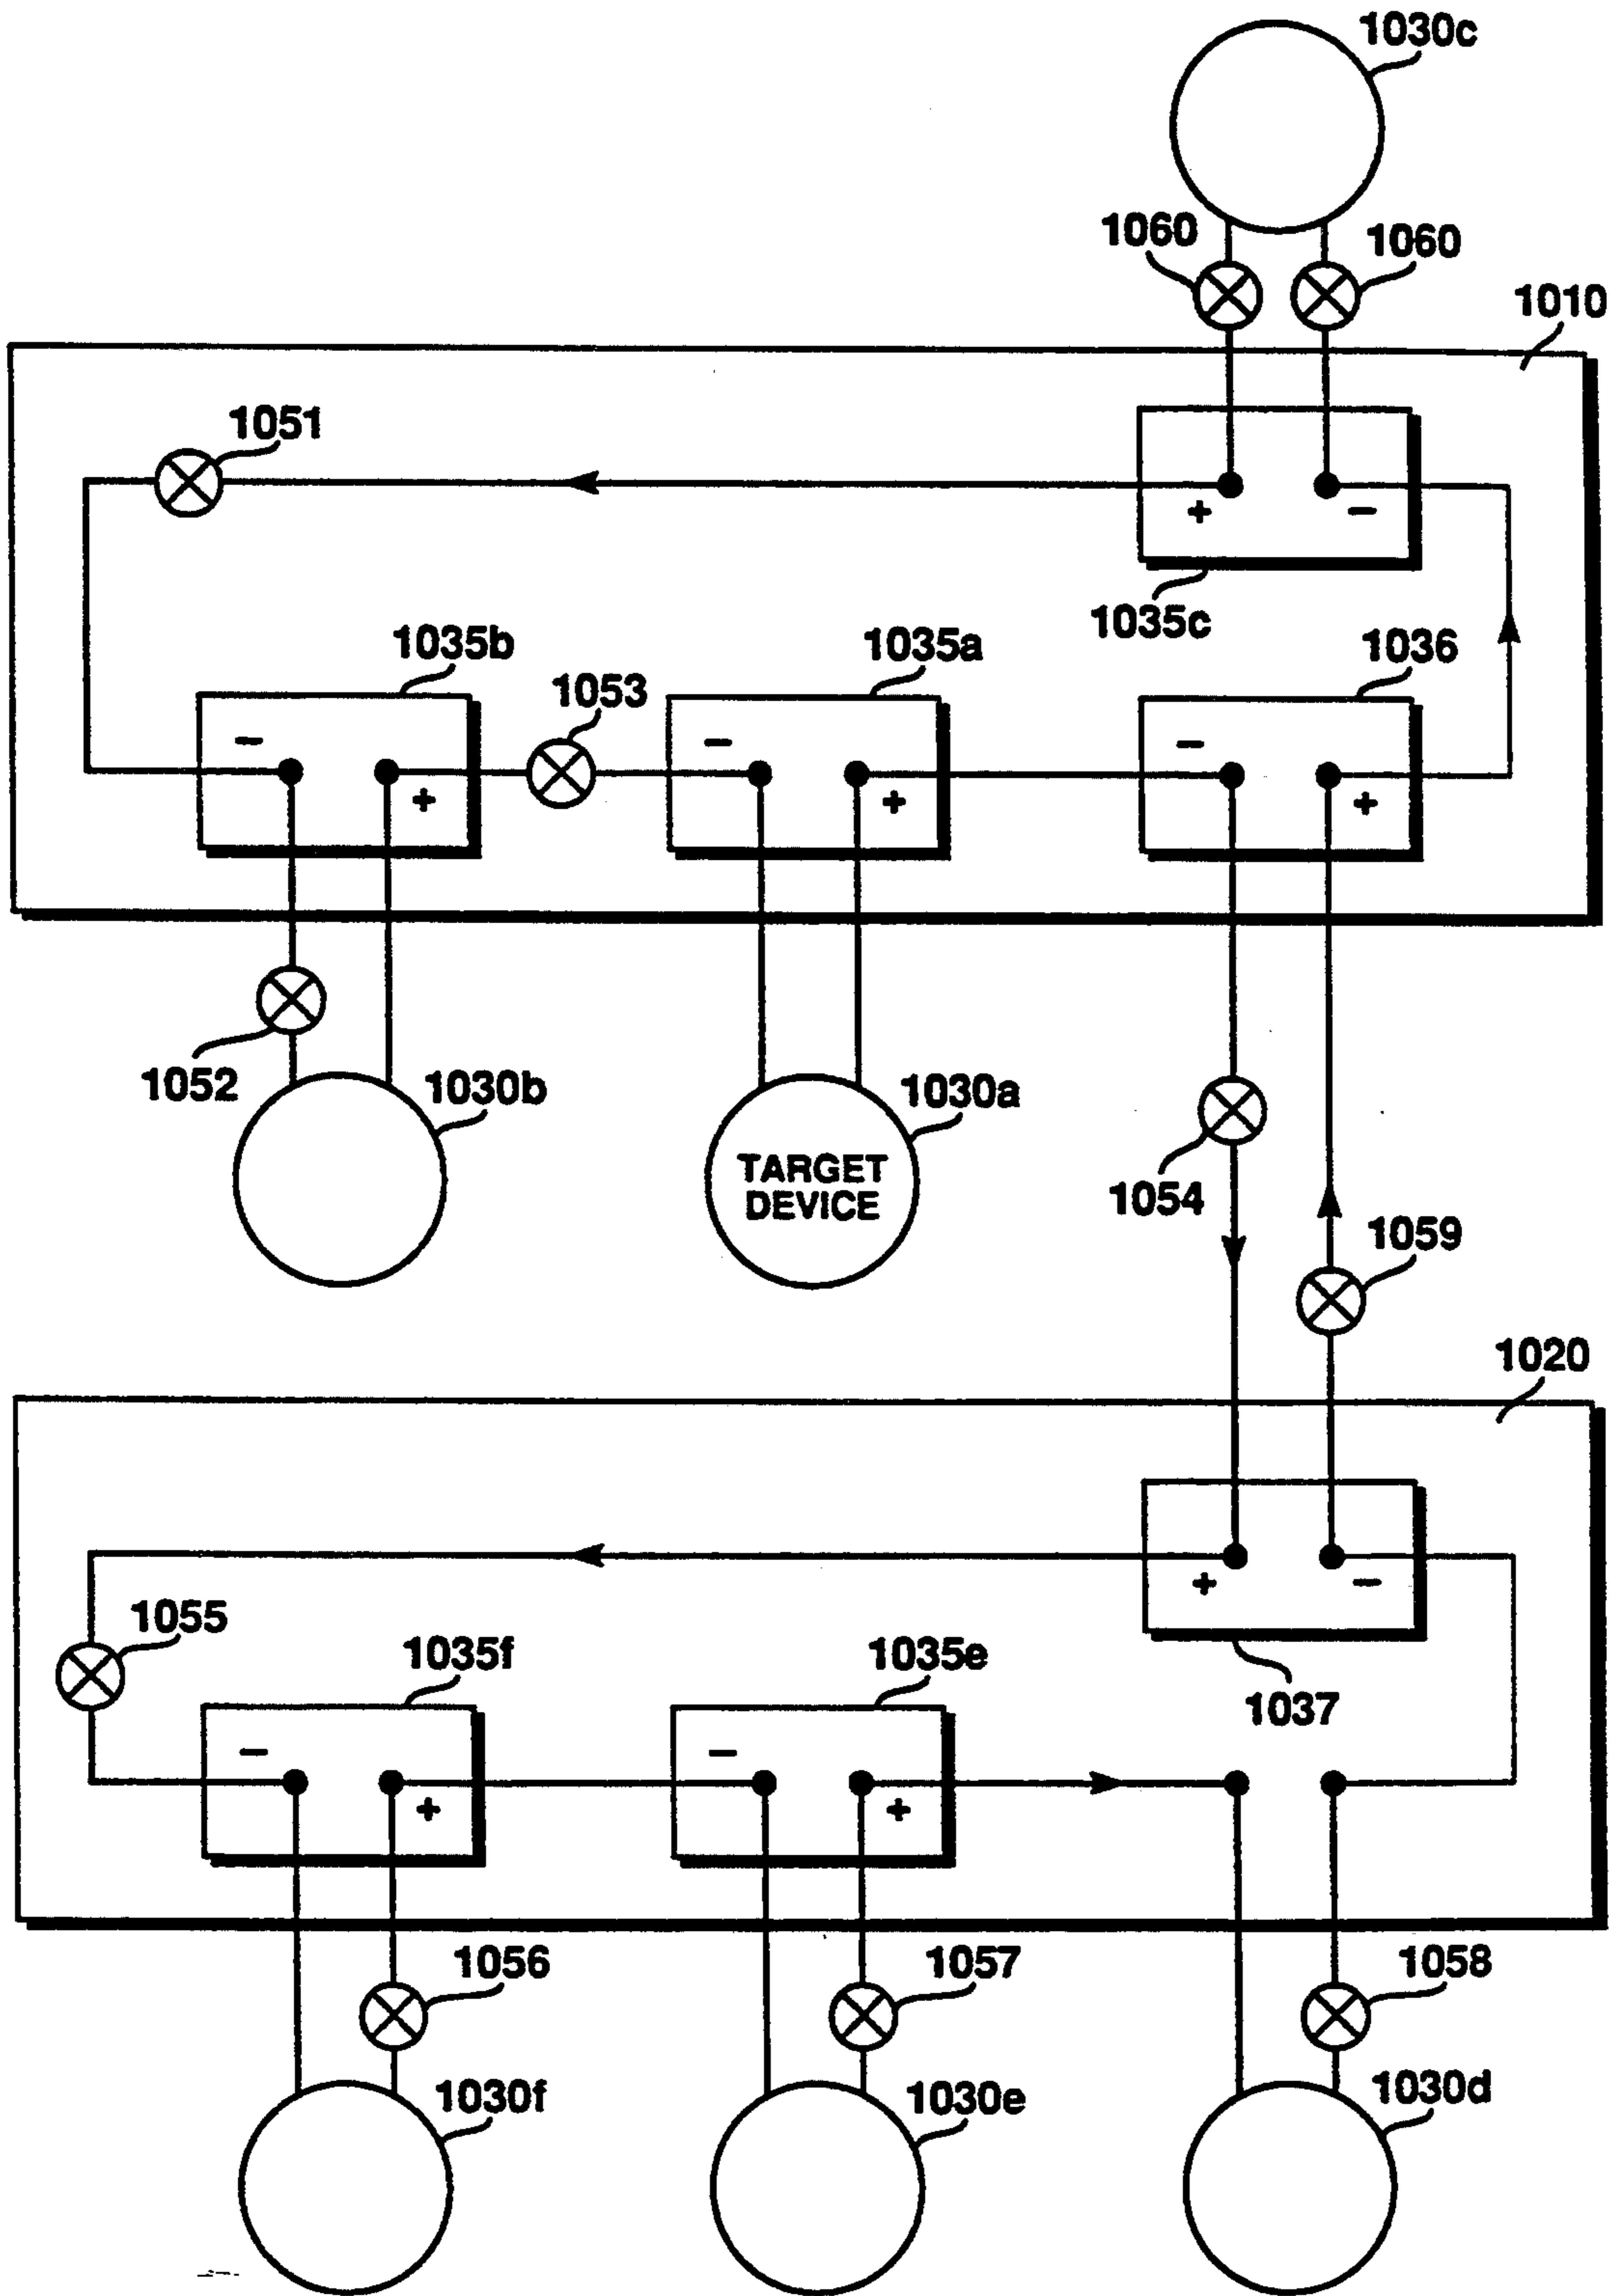 1030c
1060
1060
1010
1051
+
−
1035c
1035b
1053
1035a
1036
−
+
−
+
−
+
1052
1030b
1030a
TARGET
DEVICE
1054
1059
1020
+
−
1055
1035f
1035e
1037
−
+
−
+
1056
1057
1058
1030f
1030e
1030d